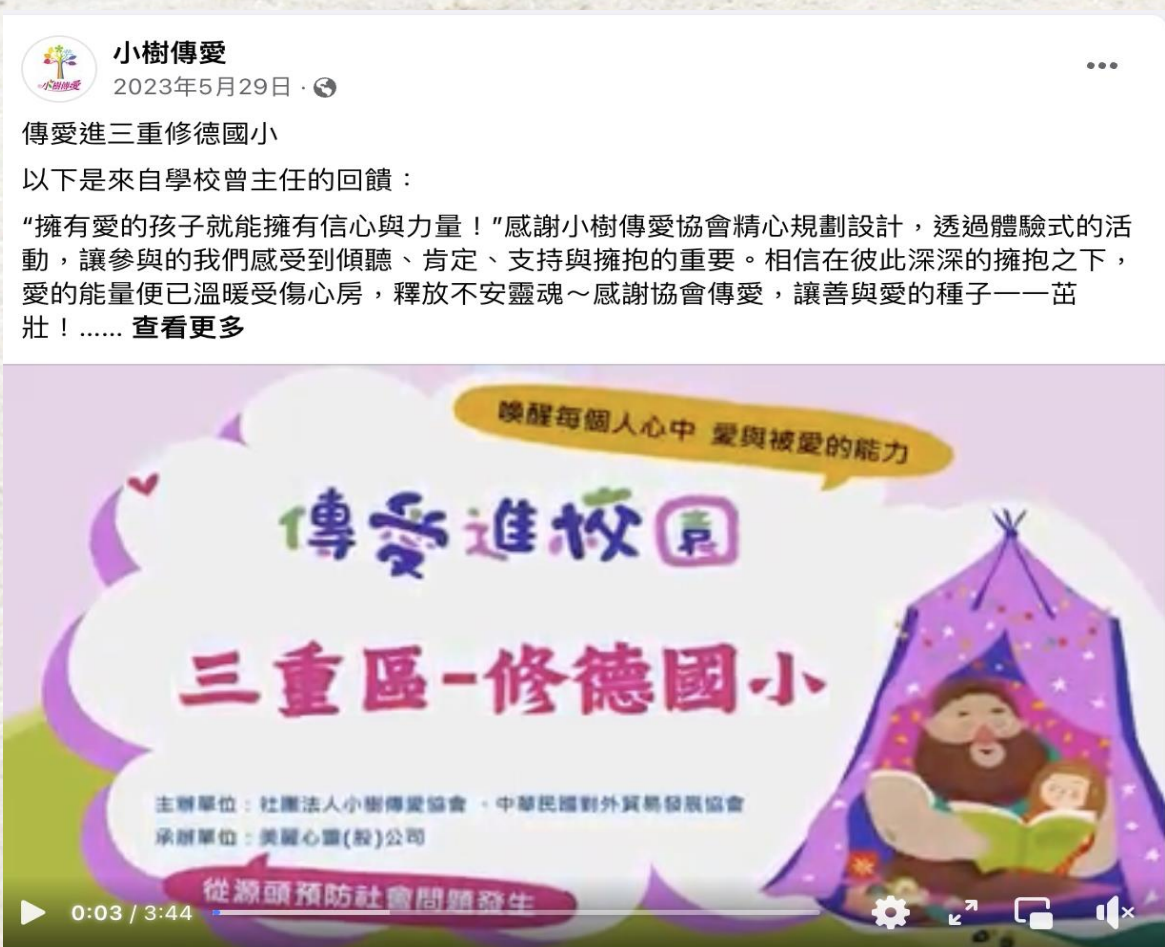 小樹傳愛
小樹傳愛
2023年5月29日 ·
傳愛進三重修德國小
以下是來自學校曾主任的回饋：
“擁有愛的孩子就能擁有信心與力量！”感謝小樹傳愛協會精心規劃設計，透過體驗式的活
動，讓參與的我們感受到傾聽、肯定、支持與擁抱的重要。相信在彼此深深的擁抱之下，
愛的能量便已溫暖受傷心房，釋放不安靈魂～感謝協會傳愛，讓善與愛的種子一一茁
壯！...... 查看更多
喚醒每個人心中 愛與被愛的能力
傳愛進校園
三重區-修德國小
主辦單位：社團法人小樹傳愛協會 、中華民國對外貿易發展協會
承辦單位：美麗心靈(股)公司
從源頭預防社會問題發生
0:03 / 3:44